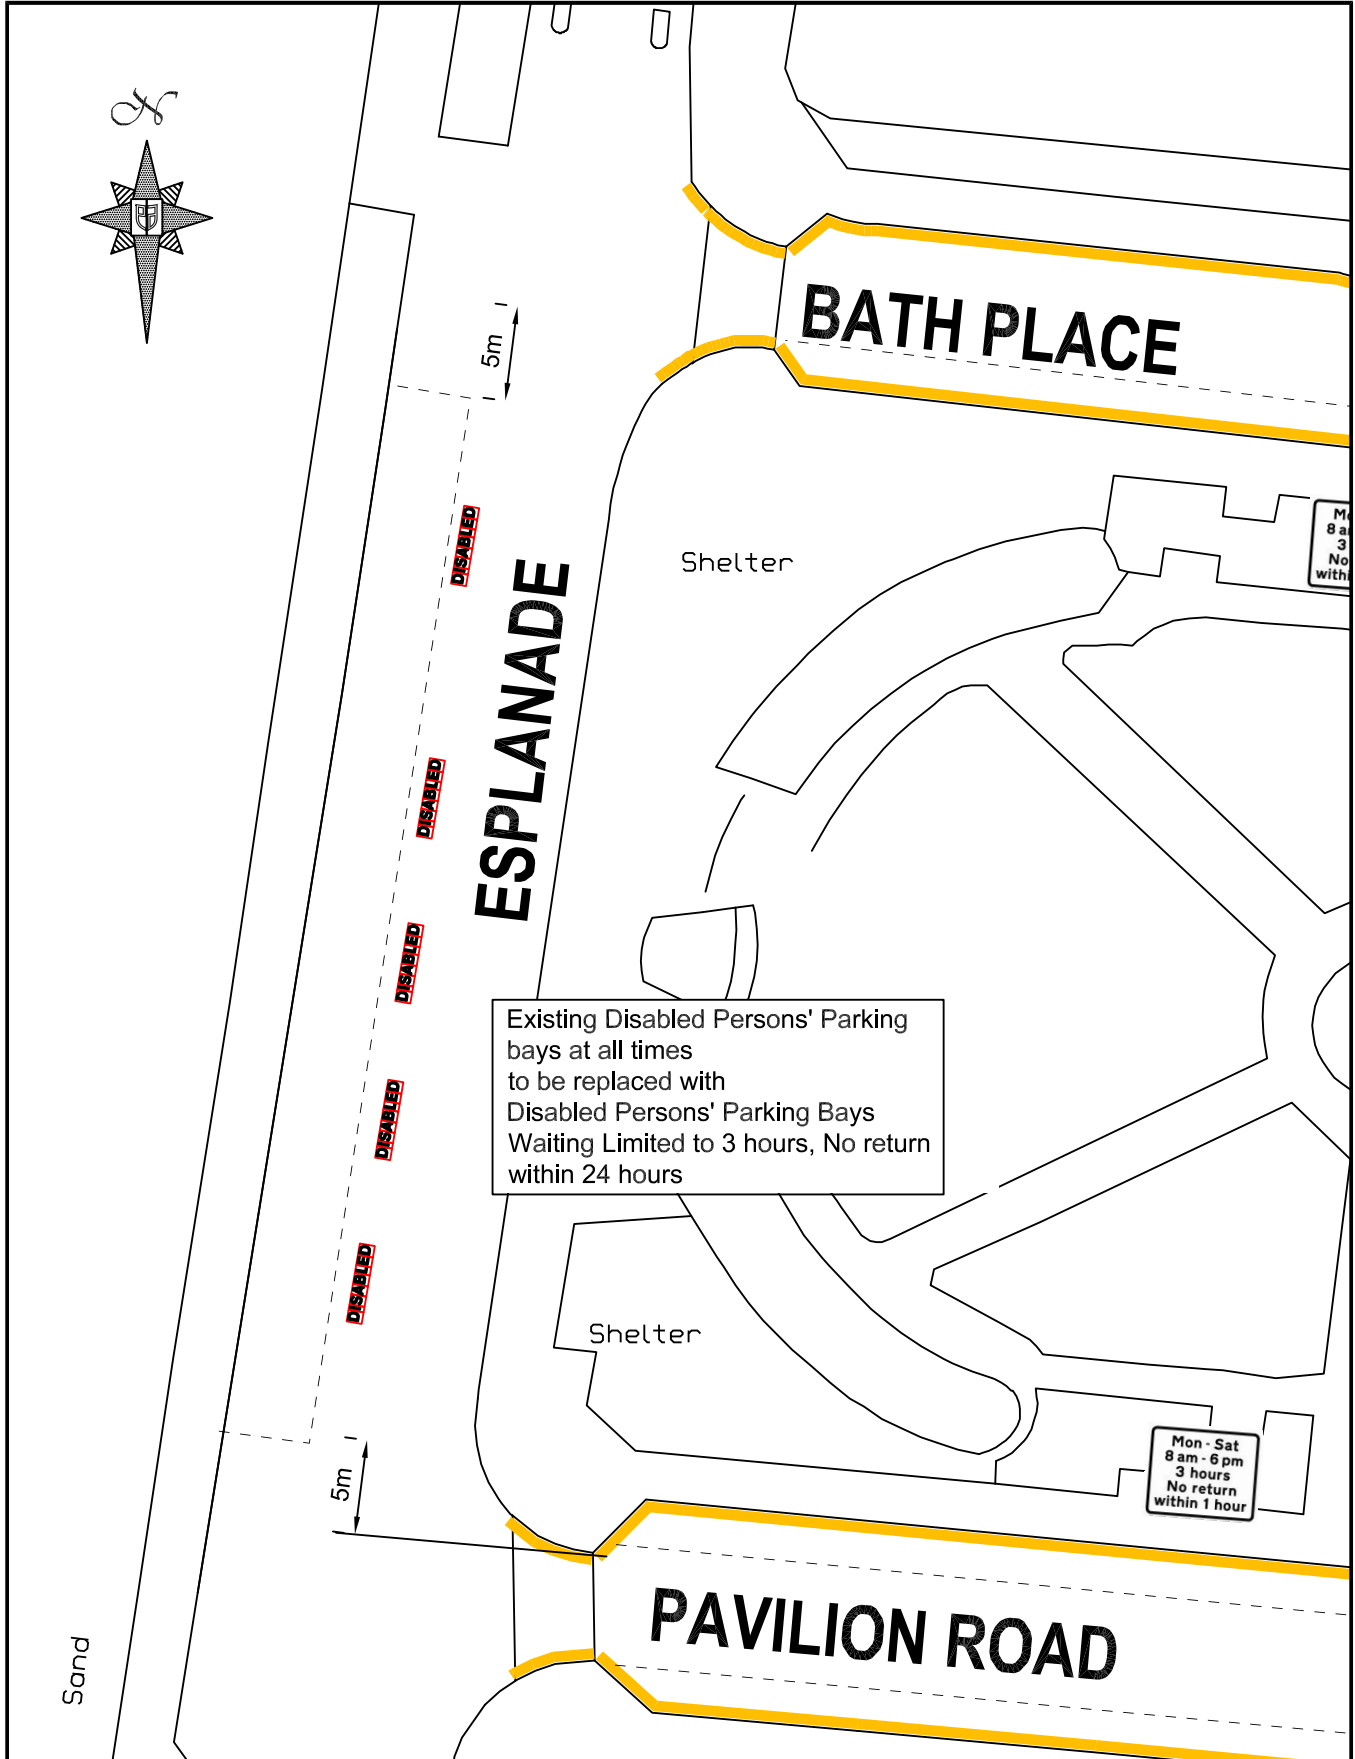 N
BATH PLACE
5m
DISABLED
Shelter
ESPLANADE
DISABLED
DISABLED
Existing Disabled Persons' Parking
bays at all times
to be replaced with
Disabled Persons' Parking Bays
Waiting Limited to 3 hours, No return
within 24 hours
DISABLED
DISABLED
Shelter
Mon - Sat
8 am - 6 pm
3 hours
No return
within 1 hour
5m
PAVILION ROAD
Sand